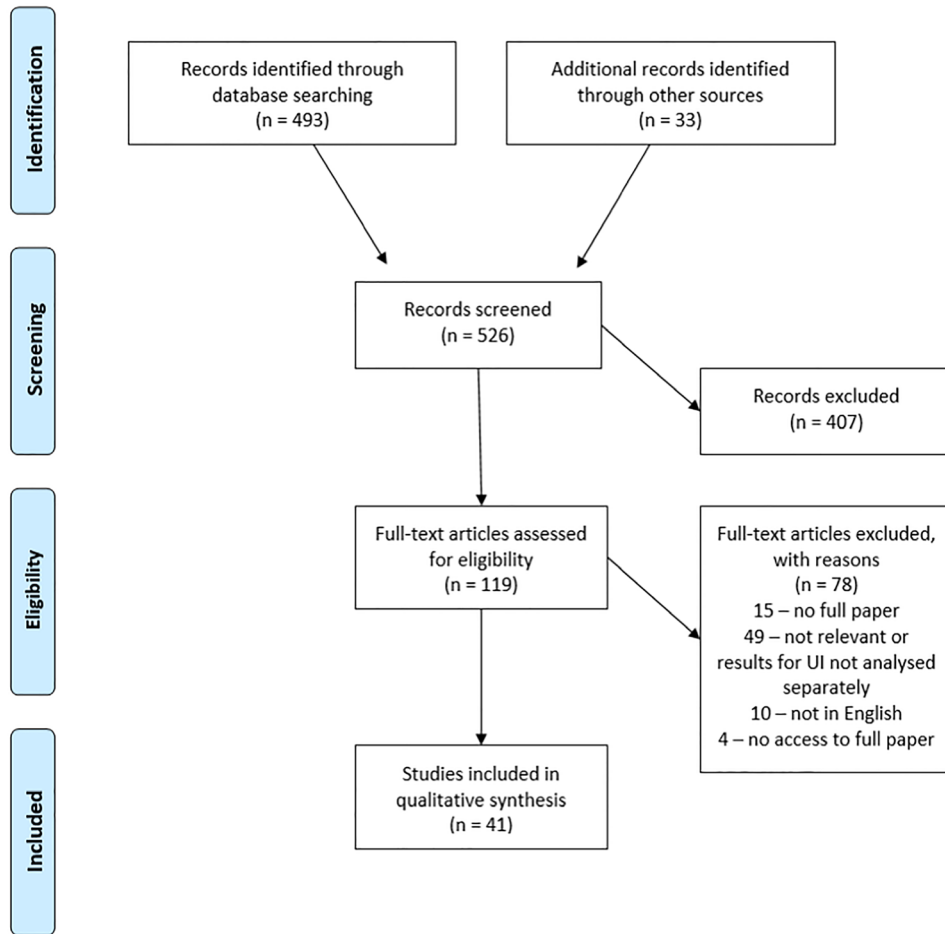 Identification
Records identified through
database searching
(n = 493)
Additional records identified
through other sources
(n = 33)
Screening
Records screened
(n = 526)
Records excluded
(n = 407)
Eligibility
Full-text articles assessed
for eligibility
(n = 119)
Full-text articles excluded,
with reasons
(n = 78)
15 – no full paper
49 – not relevant or
results for UI not analysed
separately
10 – not in English
4 – no access to full paper
Included
Studies included in
qualitative synthesis
(n = 41)